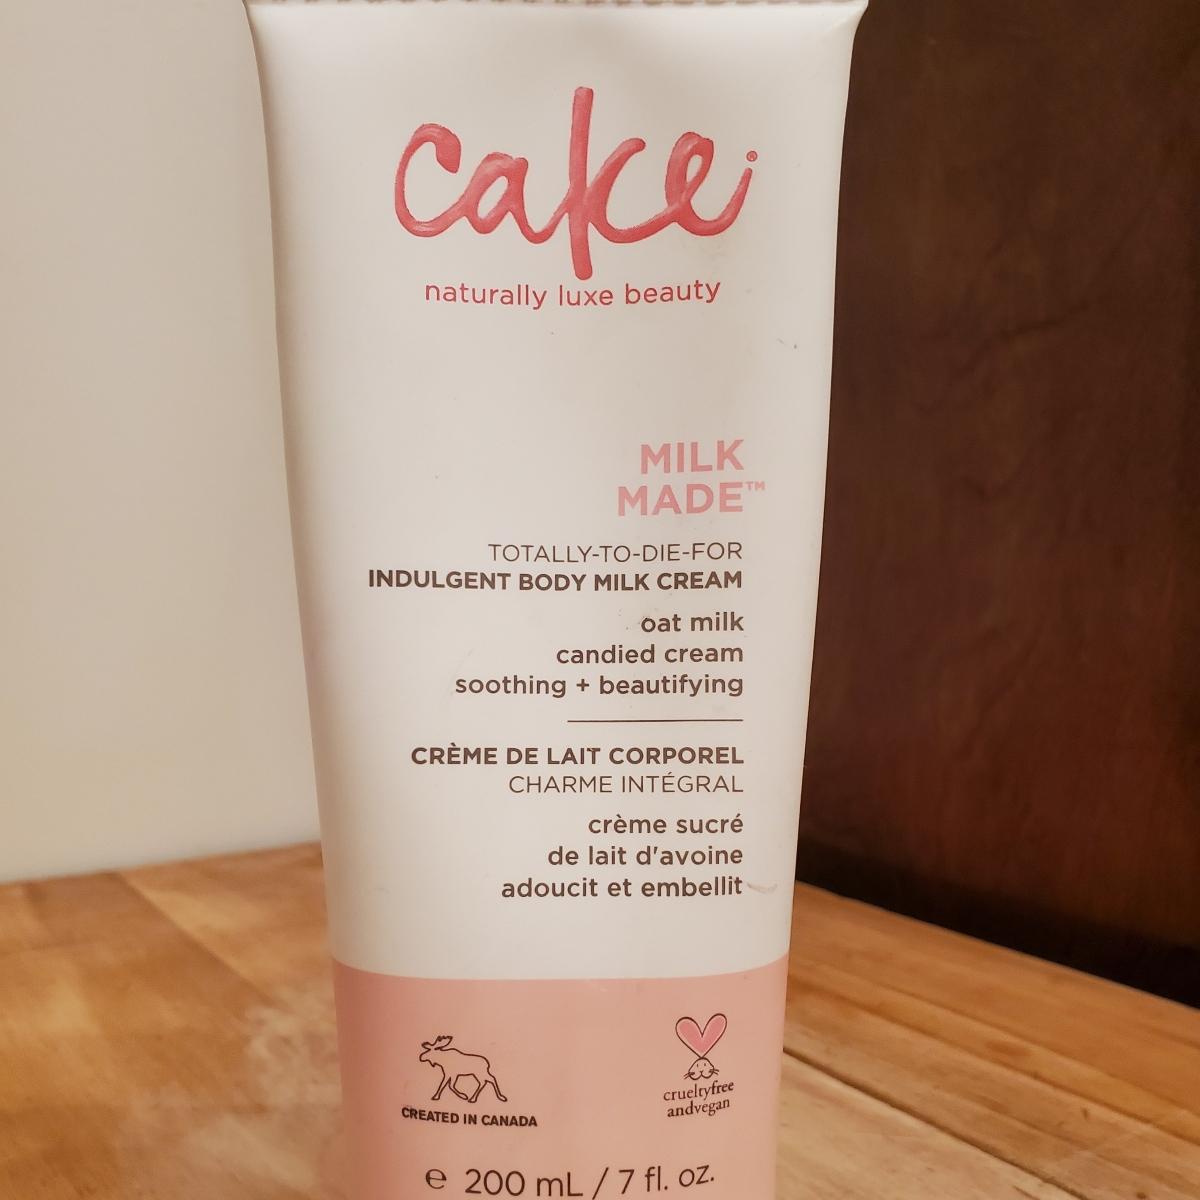 cake®
naturally luxe beauty
MILK
MADE™
TOTALLY-TO-DIE-FOR
INDULGENT BODY MILK CREAM
oat milk
candied cream
soothing + beautifying
CRÈME DE LAIT CORPOREL
CHARME INTÉGRAL
crème sucré
de lait d'avoine
adoucit et embellit
CREATED IN CANADA
crueltyfree
andvegan
℮ 200 mL / 7 fl. oz.